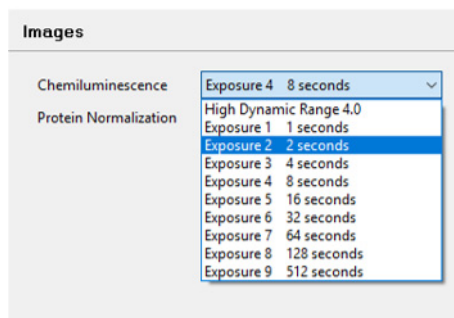 Images
Chemiluminescence Exposure 4 8 seconds
Protein Normalization
High Dynamic Range 4.0
Exposure 1 1 seconds
Exposure 2 2 seconds
Exposure 3 4 seconds
Exposure 4 8 seconds
Exposure 5 16 seconds
Exposure 6 32 seconds
Exposure 7 64 seconds
Exposure 8 128 seconds
Exposure 9 512 seconds